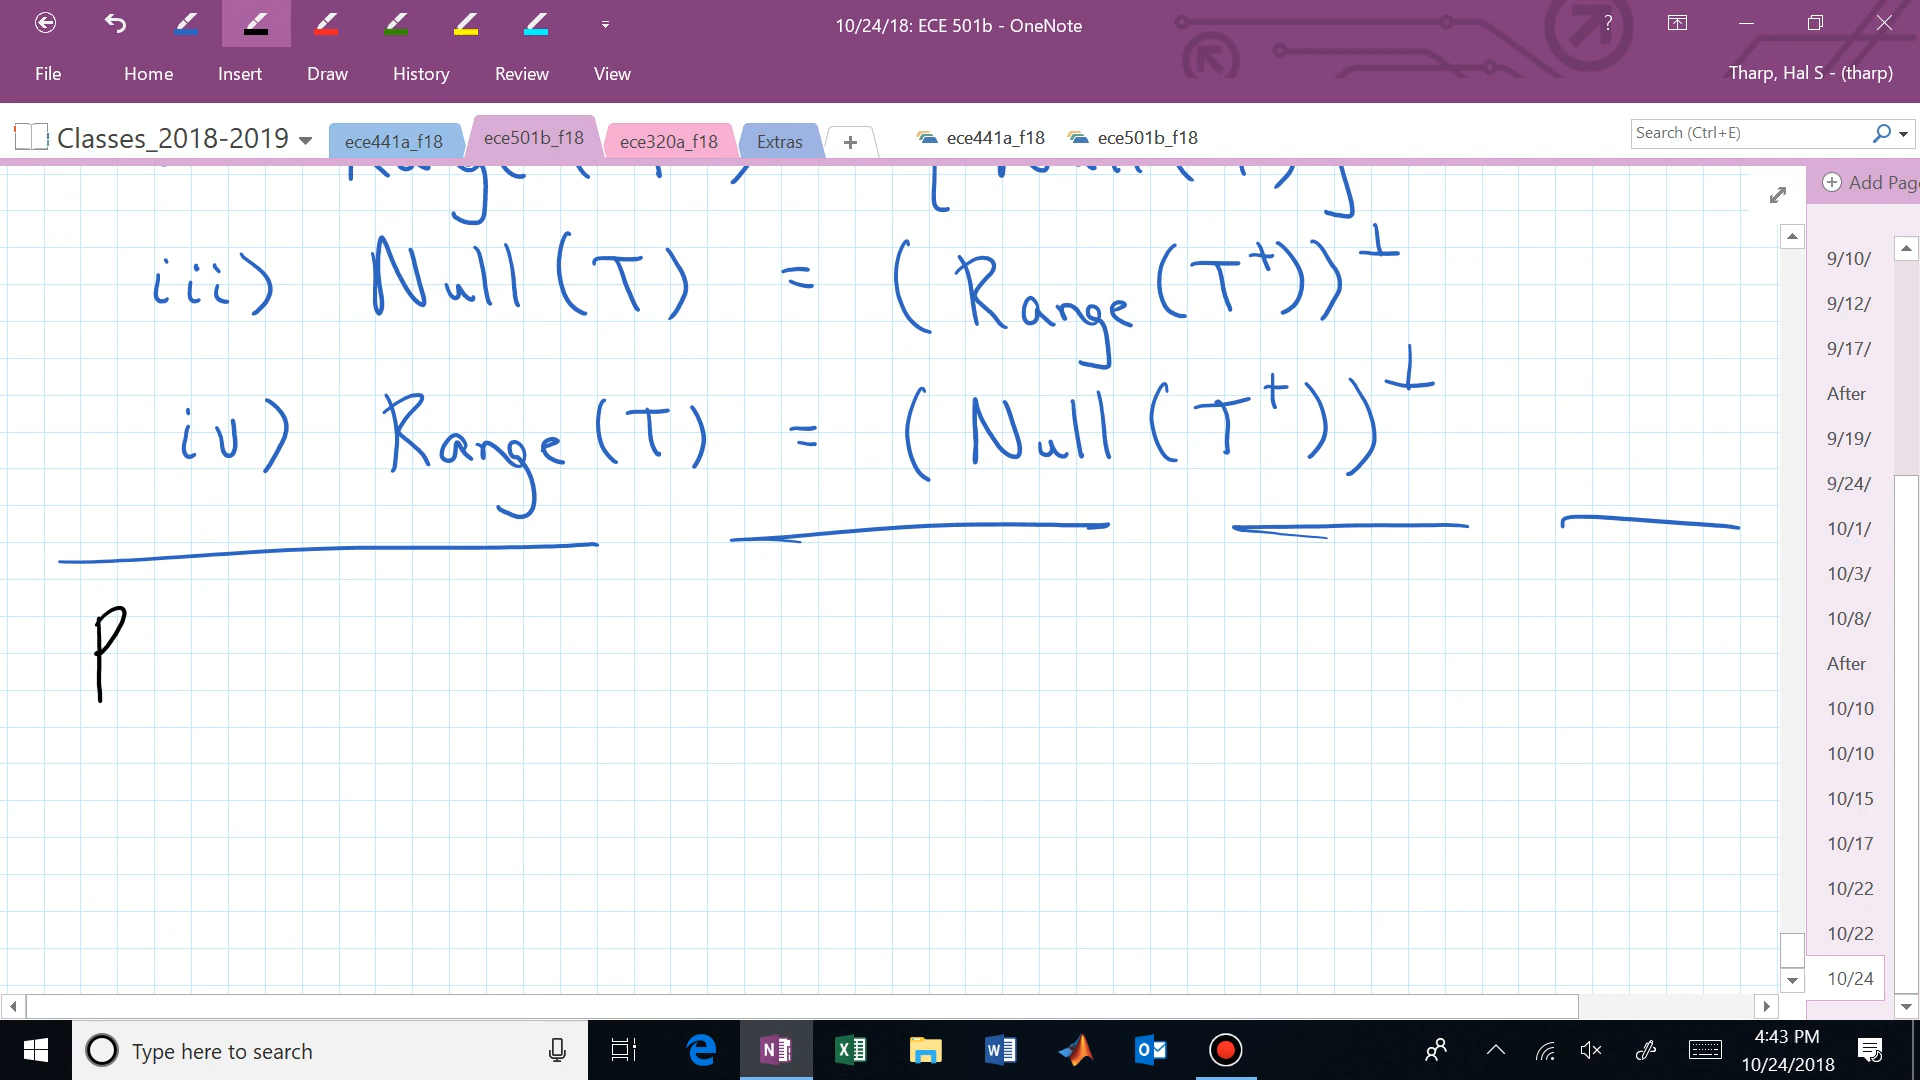 10/24/18: ECE 501b - OneNote
?
File Home Insert Draw History Review View
Tharp, Hal S - (tharp)
Classes_2018-2019
ece441a_f18
ece501b_f18
ece320a_f18
Extras
ece441a_f18
ece501b_f18
Search (Ctrl+E)
Add Pag
iii) Null(T) = (Range(T⁺))⊥
iv) Range(T) = (Null(T⁺))⊥
P
9/10/
9/12/
9/17/
After
9/19/
9/24/
10/1/
10/3/
10/8/
After
10/10
10/10
10/15
10/17
10/22
10/22
10/24
Type here to search
4:43 PM
10/24/2018